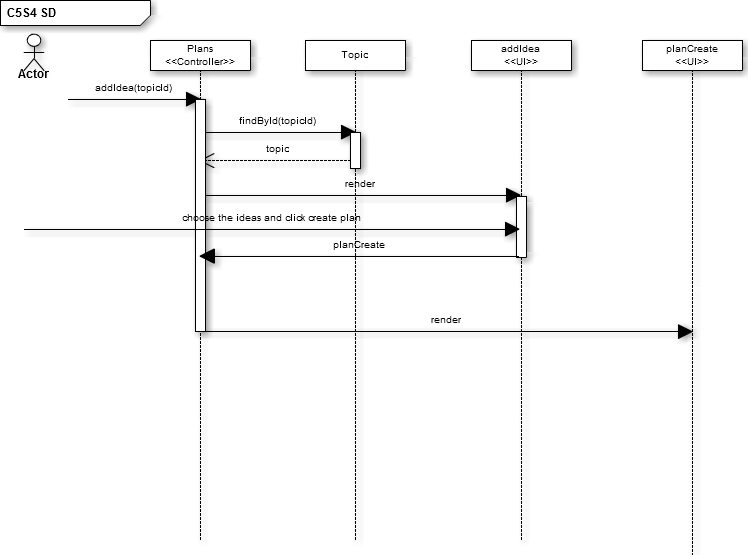 C5S4 SD
Actor
Plans
<<Controller>>
Topic
addIdea
<<UI>>
planCreate
<<UI>>
addIdea(topicId)
findById(topicId)
topic
render
choose the ideas and click create plan
planCreate
render